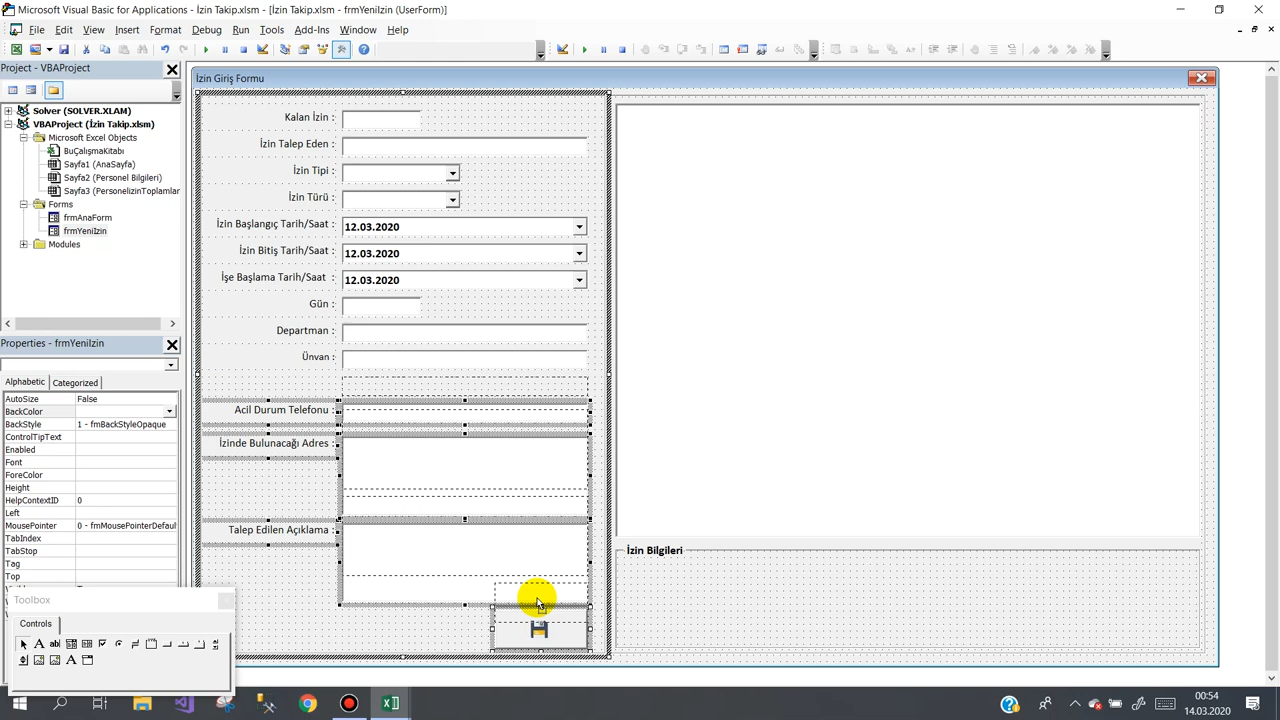 Microsoft Visual Basic for Applications - İzin Takip.xlsm - [İzin Takip.xlsm - frmYeniIzin (UserForm)]
File Edit View Insert Format Debug Run Tools Add-Ins Window Help
Project - VBAProject
Solver (SOLVER.XLAM)
VBAProject (İzin Takip.xlsm)
Microsoft Excel Objects
BuÇalışmaKitabı
Sayfa1 (AnaSayfa)
Sayfa2 (Personel Bilgileri)
Sayfa3 (PersonelizinToplamlar
Forms
frmAnaForm
frmYeniIzin
Modules
Properties - frmYeniIzin
Alphabetic Categorized
AutoSize False
BackColor
BackStyle 1 - fmBackStyleOpaque
ControlTipText
Enabled
Font
ForeColor
Height
HelpContextID 0
Left
MousePointer 0 - fmMousePointerDefaul
TabIndex
TabStop
Tag
Top
Toolbox
Controls
İzin Giriş Formu
Kalan İzin :
İzin Talep Eden :
İzin Tipi :
İzin Türü :
İzin Başlangıç Tarih/Saat : 12.03.2020
İzin Bitiş Tarih/Saat : 12.03.2020
İşe Başlama Tarih/Saat : 12.03.2020
Gün :
Departman :
Ünvan :
Acil Durum Telefonu :
İzinde Bulunacağı Adres :
Talep Edilen Açıklama :
İzin Bilgileri
00:54
14.03.2020